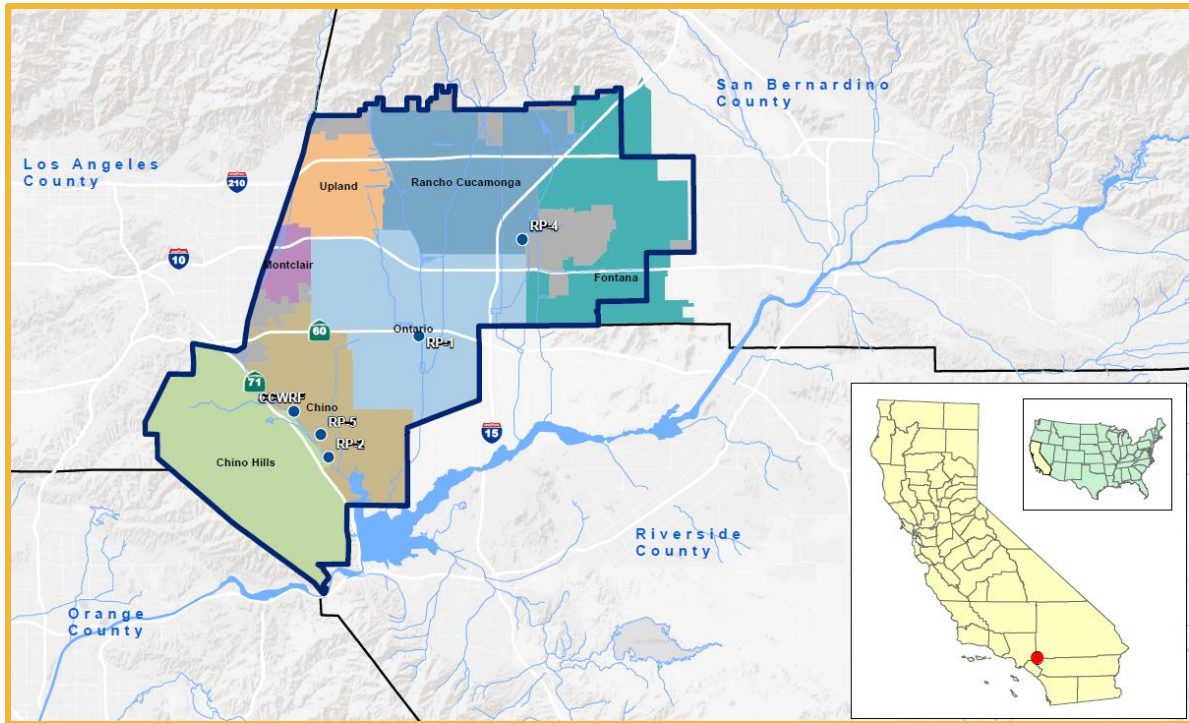 San Bernardino
County
Los Angeles
County
210
Upland
Rancho Cucamonga
RP-4
10
Montclair
Fontana
60
Ontario
RP-1
71
CCWRF
Chino
RP-5
15
RP-2
Chino Hills
Riverside
County
Orange
County